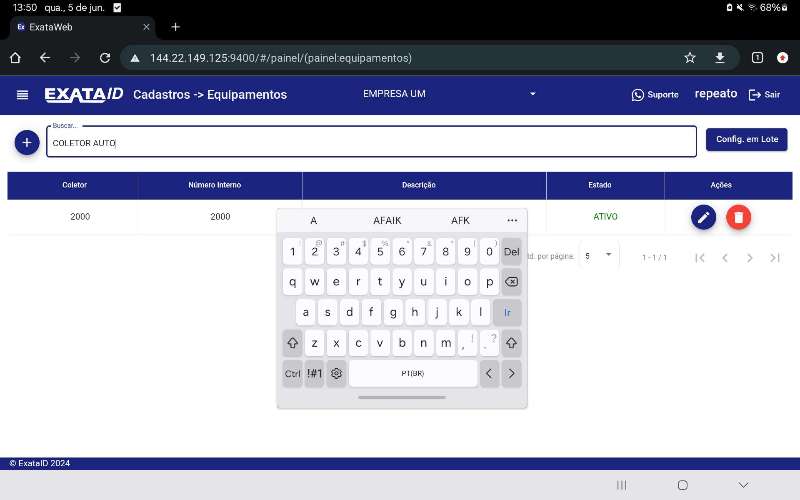 13:50 qua., 5 de jun. 68%
ExataWeb
144.22.149.125:9400/#/painel/(painel:equipamentos)
1
EXATAID Cadastros -> Equipamentos EMPRESA UM Suporte repeato Sair
Buscar...
COLETOR AUTO
Config. em Lote
Coletor Número Interno Descrição Estado Ações
2000 2000 ATIVO
A AFAIK AFK ...
td. por página: 5 1 - 1 / 1
1 2 3 4 5 6 7 8 9 0 Del
q w e r t y u i o p
a s d f g h j k l Ir
z x c v b n m , ! . ?
Ctrl !#1 PT(BR) < >
© ExataID 2024